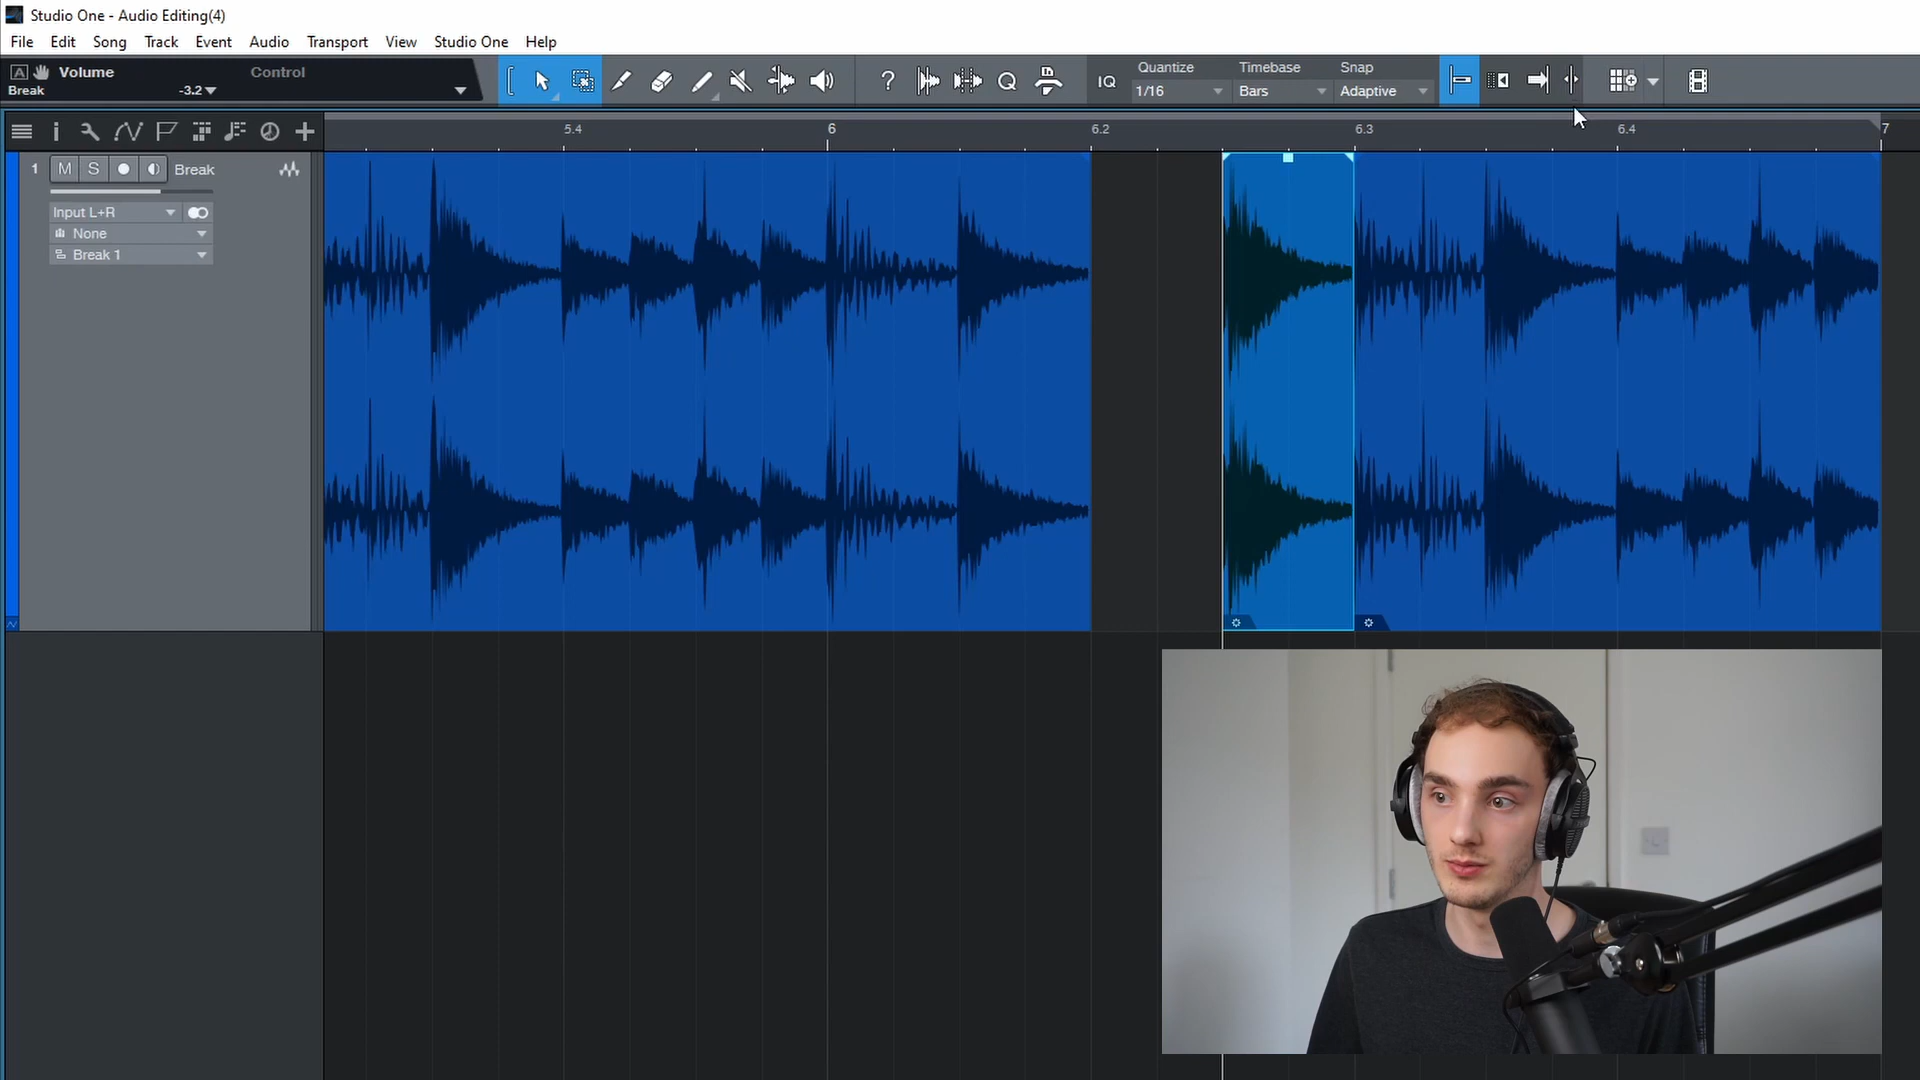 Studio One - Audio Editing(4)
File Edit Song Track Event Audio Transport View Studio One Help
A Volume Control
Break -3.2
? Q IQ
Quantize Timebase Snap
1/16 Bars Adaptive
i 5.4 6 6.2 6.3 6.4 7
1 M S Break
Input L+R
None
Break 1